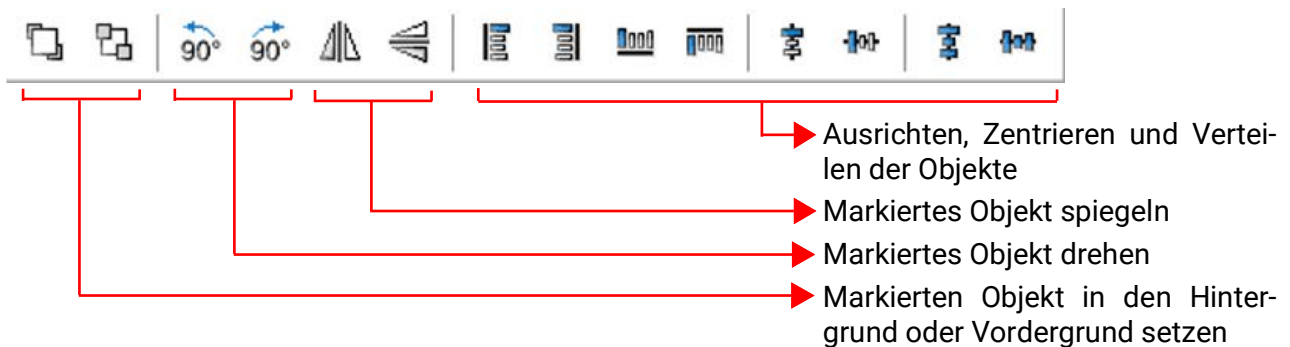 90° 90°
Ausrichten, Zentrieren und Vertei-
len der Objekte
Markiertes Objekt spiegeln
Markiertes Objekt drehen
Markierten Objekt in den Hinter-
grund oder Vordergrund setzen